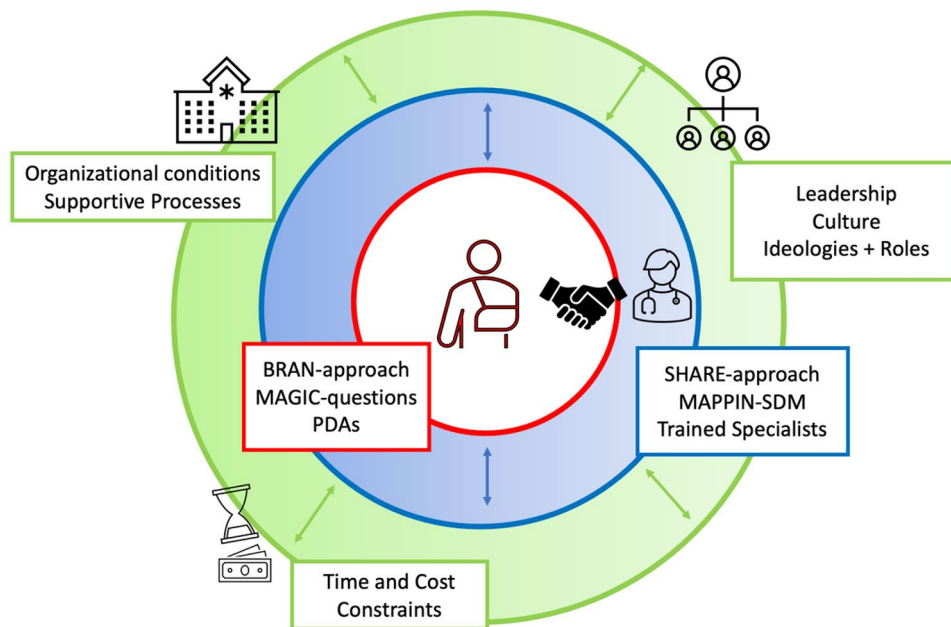 Organizational conditions
Supportive Processes
Leadership
Culture
Ideologies + Roles
BRAN-approach
MAGIC-questions
PDAs
SHARE-approach
MAPPIN-SDM
Trained Specialists
Time and Cost
Constraints